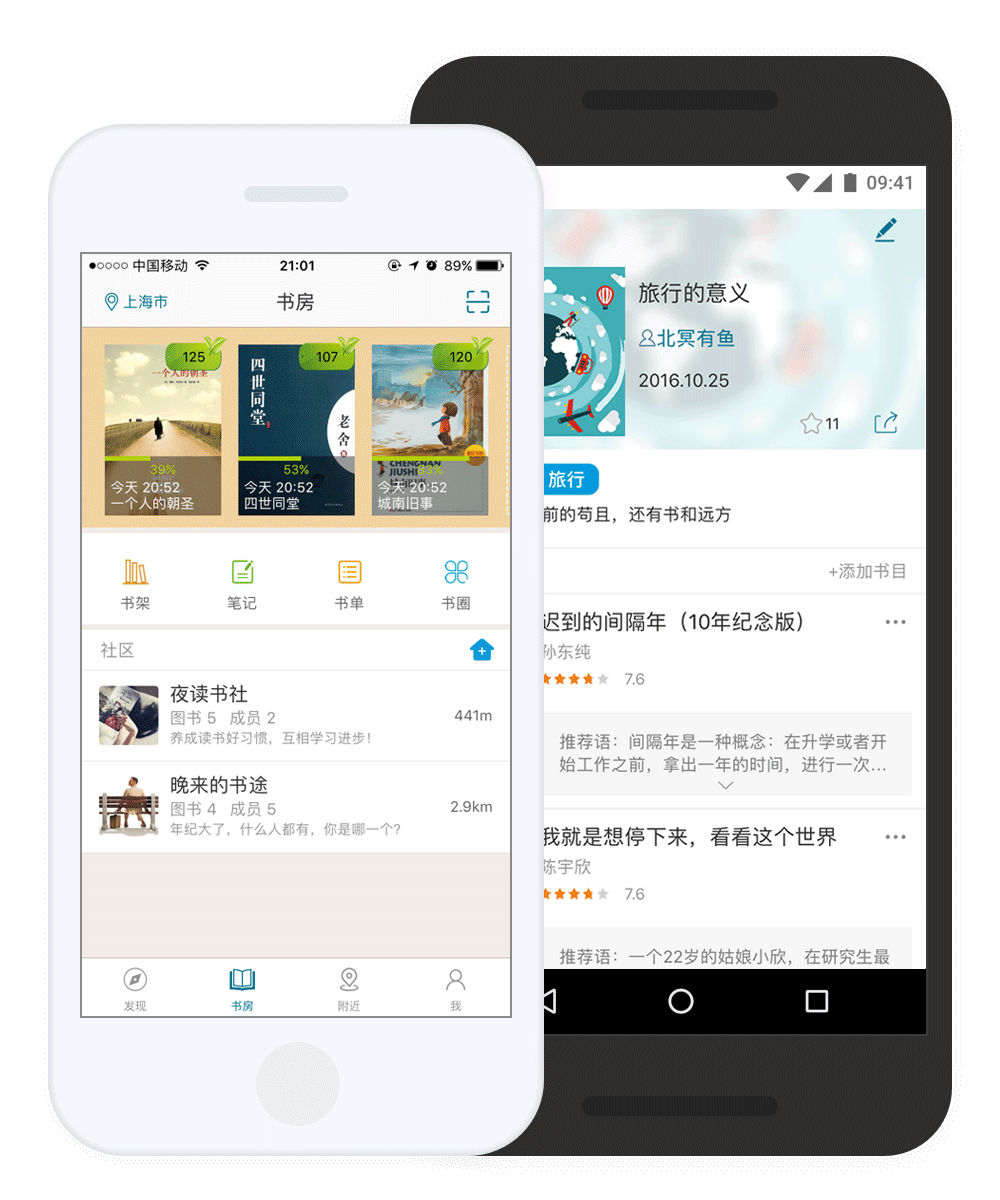 中国移动
21:01
89%
上海市
书房
125
107
120
一个人的朝圣
四世同堂
老舍
CHENGNAN
JIUSHI
39%
53%
83%
今天 20:52
一个人的朝圣
今天 20:52
四世同堂
今天 20:52
城南旧事
书架
笔记
书单
书圈
社区
夜读书社
图书 5 成员 2
441m
养成读书好习惯，互相学习进步！
晚来的书途
图书 4 成员 5
2.9km
年纪大了，什么人都有，你是哪一个？
发现
书房
附近
我
09:41
旅行的意义
北冥有鱼
2016.10.25
11
旅行
前的苟且，还有书和远方
+添加书目
迟到的间隔年（10年纪念版）
孙东纯
7.6
推荐语：间隔年是一种概念：在升学或者开
始工作之前，拿出一年的时间，进行一次...
我就是想停下来，看看这个世界
陈宇欣
7.6
推荐语：一个22岁的姑娘小欣，在研究生最